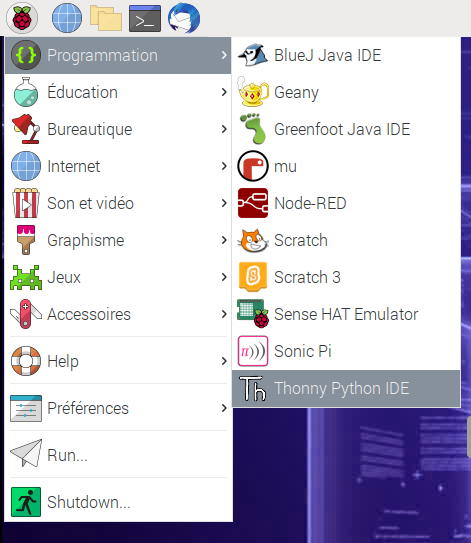 Programmation
Éducation
Bureautique
Internet
Son et vidéo
Graphisme
Jeux
Accessoires
Help
Préférences
Run...
Shutdown...
BlueJ Java IDE
Geany
Greenfoot Java IDE
mu
Node-RED
Scratch
Scratch 3
Sense HAT Emulator
Sonic Pi
Th Thonny Python IDE